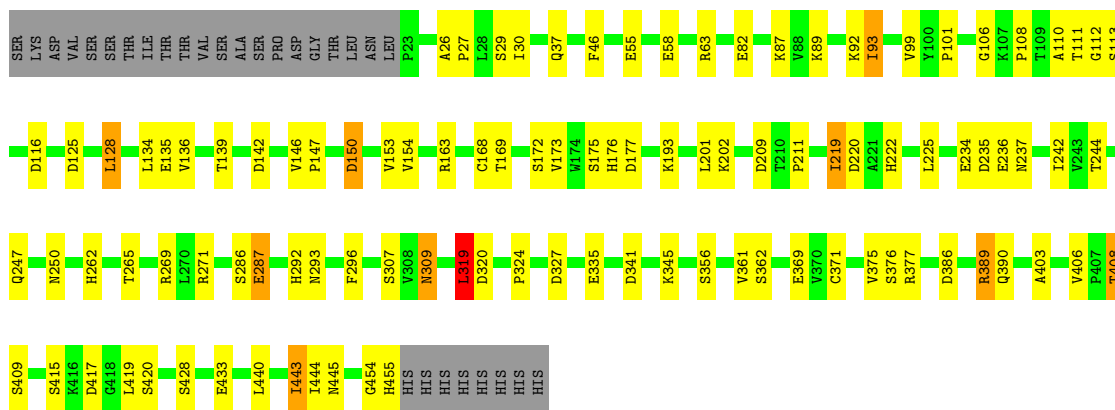 SER LYS ASP VAL SER SER THR ILE THR THR VAL SER ALA SER PRO ASP GLY THR LEU ASN LEU P23 A26 P27 L28 S29 I30 Q37 F46 E55 E58 R63 E82 K87 V88 K89 K92 I93 V99 Y100 P101 G106 K107 P108 T109 A110 T111 G112
D116 D125 L128 L134 E135 V136 T139 D142 V146 P147 D150 V153 V154 R163 C168 T169 S172 V173 W174 S175 H176 D177 K193 L201 K202 D209 T210 P211 I219 D220 A221 H222 L225 E234 D235 E236 N237 I242 V243 T244
Q247 N250 H262 T265 R269 L270 R271 S286 E287 H292 N293 F296 S307 V308 N309 L319 D320 P324 D327 E335 D341 K345 S356 V361 S362 E369 V370 C371 V375 S376 R377 D386 R389 Q390 A403 V406 P407 T408
S409 S415 K416 D417 G418 L419 S420 S428 E433 L440 I443 I444 N445 G454 H455 HIS HIS HIS HIS HIS HIS